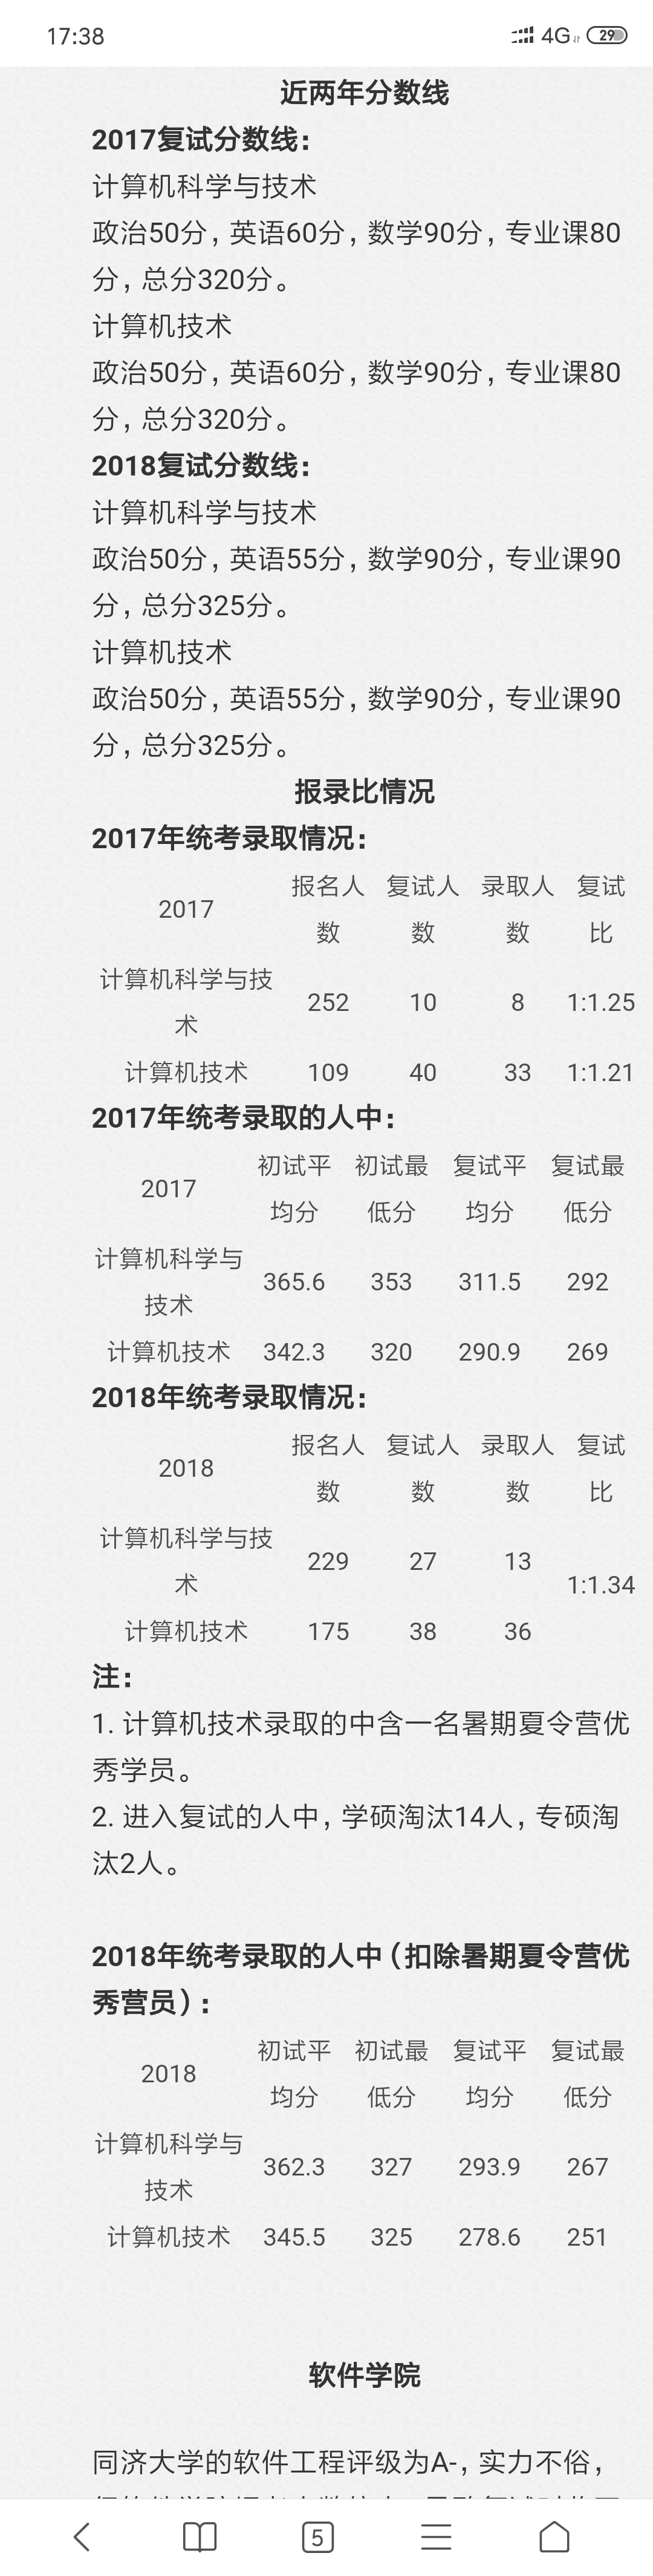 17:38
4G
29
近两年分数线
2017复试分数线：
计算机科学与技术
政治50分，英语60分，数学90分，专业课80
分，总分320分。
计算机技术
政治50分，英语60分，数学90分，专业课80
分，总分320分。
2018复试分数线：
计算机科学与技术
政治50分，英语55分，数学90分，专业课90
分，总分325分。
计算机技术
政治50分，英语55分，数学90分，专业课90
分，总分325分。
报录比情况
2017年统考录取情况：
报名人 复试人 录取人 复试
2017
数 数 数 比
计算机科学与技
252 10 8 1:1.25
术
计算机技术 109 40 33 1:1.21
2017年统考录取的人中：
初试平 初试最 复试平 复试最
2017
均分 低分 均分 低分
计算机科学与
365.6 353 311.5 292
技术
计算机技术 342.3 320 290.9 269
2018年统考录取情况：
报名人 复试人 录取人 复试
2018
数 数 数 比
计算机科学与技
229 27 13
术 1:1.34
计算机技术 175 38 36
注：
1. 计算机技术录取的中含一名暑期夏令营优
秀学员。
2. 进入复试的人中，学硕淘汰14人，专硕淘
汰2人。
2018年统考录取的人中（扣除暑期夏令营优
秀营员）：
初试平 初试最 复试平 复试最
2018
均分 低分 均分 低分
计算机科学与
362.3 327 293.9 267
技术
计算机技术 345.5 325 278.6 251
软件学院
同济大学的软件工程评级为A-，实力不俗，
5